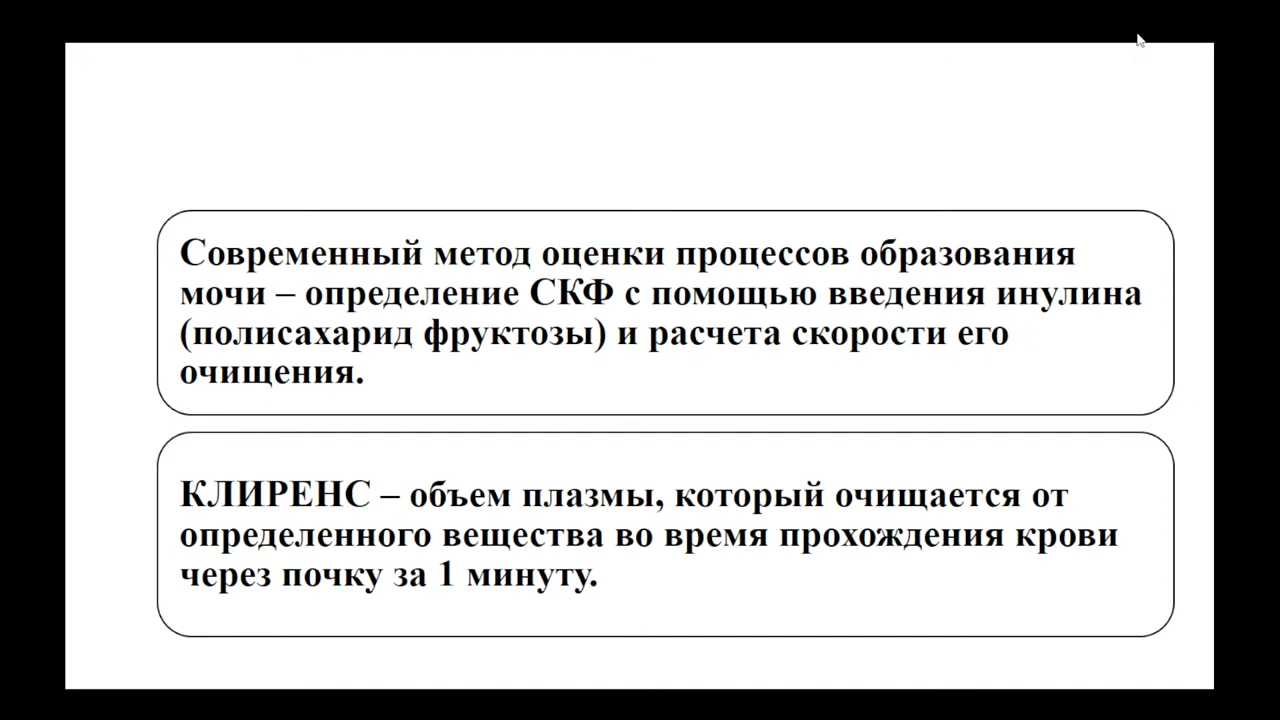 Современный метод оценки процессов образования
мочи – определение СКФ с помощью введения инулина
(полисахарид фруктозы) и расчета скорости его
очищения.
КЛИРЕНС – объем плазмы, который очищается от
определенного вещества во время прохождения крови
через почку за 1 минуту.